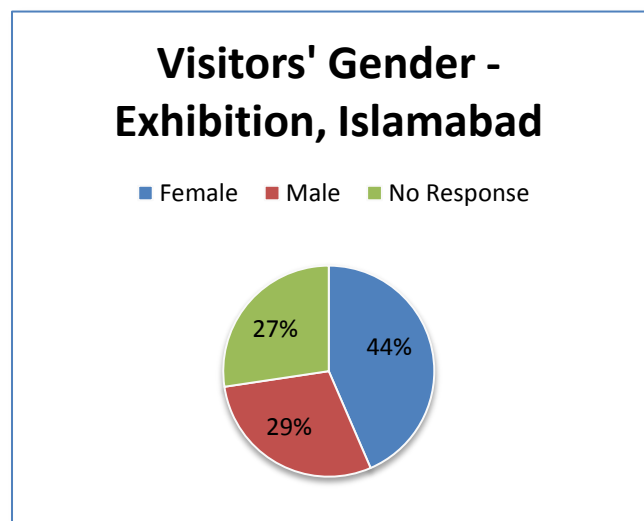 Visitors' Gender -
Exhibition, Islamabad
Female Male No Response
27%
44%
29%